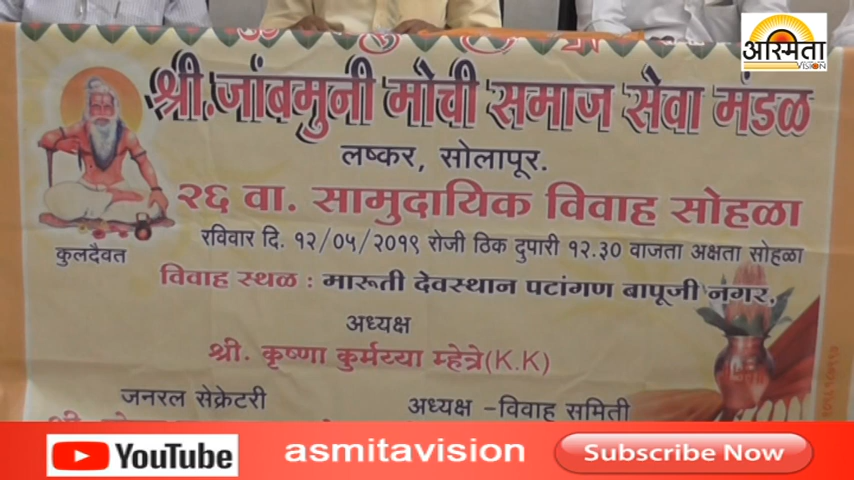 अस्मिता
VISION
श्री.जांबमुनी मोची समाज सेवा मंडळ
लष्कर, सोलापूर.
२६ वा. सामुदायिक विवाह सोहळा
रविवार दि. १२/०५/२०१९ रोजी ठिक दुपारी १२.३० वाजता अक्षता सोहळा
कुलदैवत
विवाह स्थळ : मारूती देवस्थान पटांगण बापूजी नगर.
अध्यक्ष
श्री. कृष्णा कुर्मय्या म्हेत्रे(K.K)
जनरल सेक्रेटरी
अध्यक्ष -विवाह समिती
YouTube
asmitavision
Subscribe Now